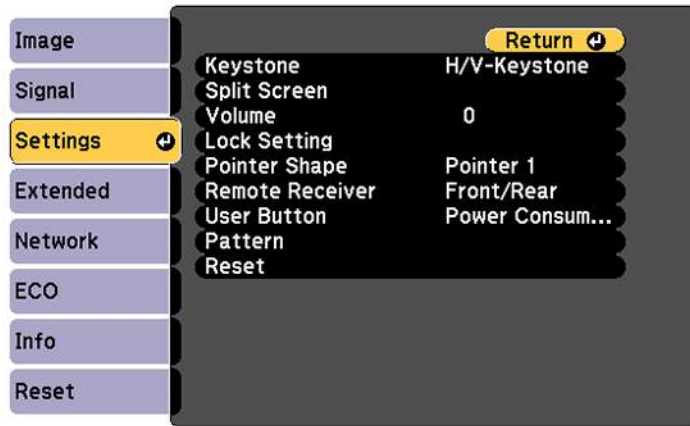 Image
Signal
Settings
Extended
Network
ECO
Info
Reset
Return
Keystone H/V-Keystone
Split Screen
Volume 0
Lock Setting
Pointer Shape Pointer 1
Remote Receiver Front/Rear
User Button Power Consum...
Pattern
Reset